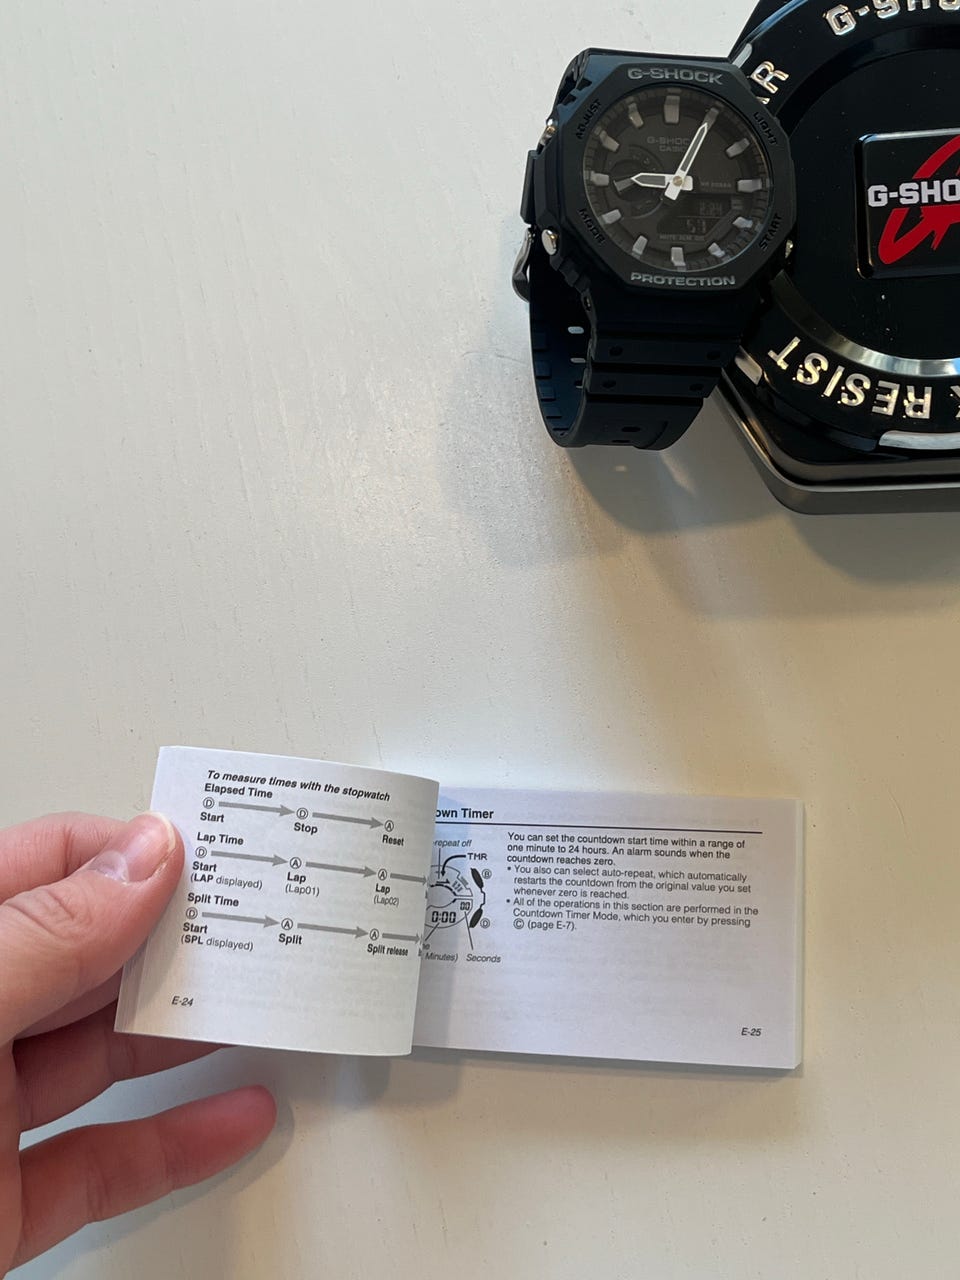 G-SHOCK
ADJUST
LIGHT
G-SHOCK
CASIO
MODE
START
PROTECTION
RESIST
G-SHO
To measure times with the stopwatch
Elapsed Time
D D A
Start Stop Reset
Lap Time
D A A
Start Lap Lap
(LAP displayed) (Lap01) (Lap02)
Split Time
D A A
Start Split Split release
(SPL displayed)
E-24
own Timer
repeat off
TMR
B
0:00 00
D
Minutes) Seconds
You can set the countdown start time within a range of
one minute to 24 hours. An alarm sounds when the
countdown reaches zero.
• You also can select auto-repeat, which automatically
restarts the countdown from the original value you set
whenever zero is reached.
• All of the operations in this section are performed in the
Countdown Timer Mode, which you enter by pressing
Ⓒ (page E-7).
E-25